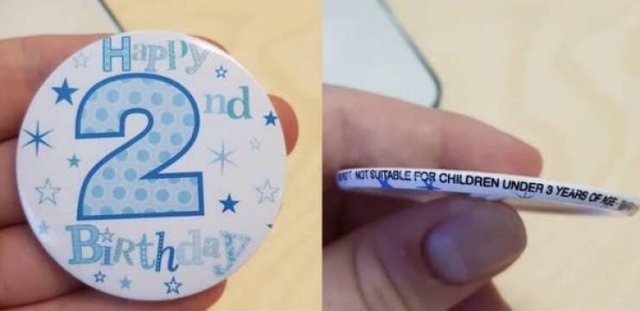 Happy
2nd
Birthday
NOT SUITABLE FOR CHILDREN UNDER 3 YEARS OF AGE